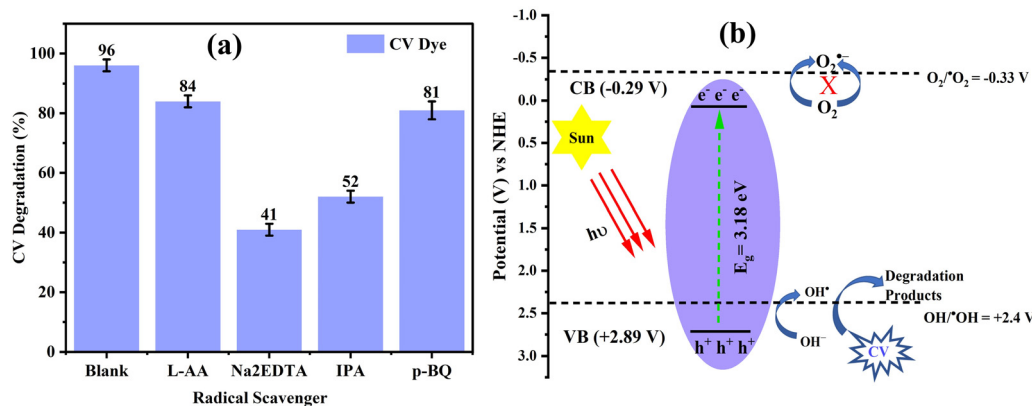 (a)
CV Dye
96
84
41
52
81
100
80
60
40
20
0
CV Degradation (%)
Blank
L-AA
Na2EDTA
IPA
p-BQ
Radical Scavenger
(b)
-1.0
-0.5
0.0
0.5
1.0
1.5
2.0
2.5
3.0
Potential (V) vs NHE
O₂•−
X
O₂
O₂/•O₂ = -0.33 V
CB (-0.29 V)
e- e- e-
Sun
hυ
Eg = 3.18 eV
Degradation
Products
OH•
OH−
OH/•OH = +2.4 V
CV
VB (+2.89 V)
h+ h+ h+